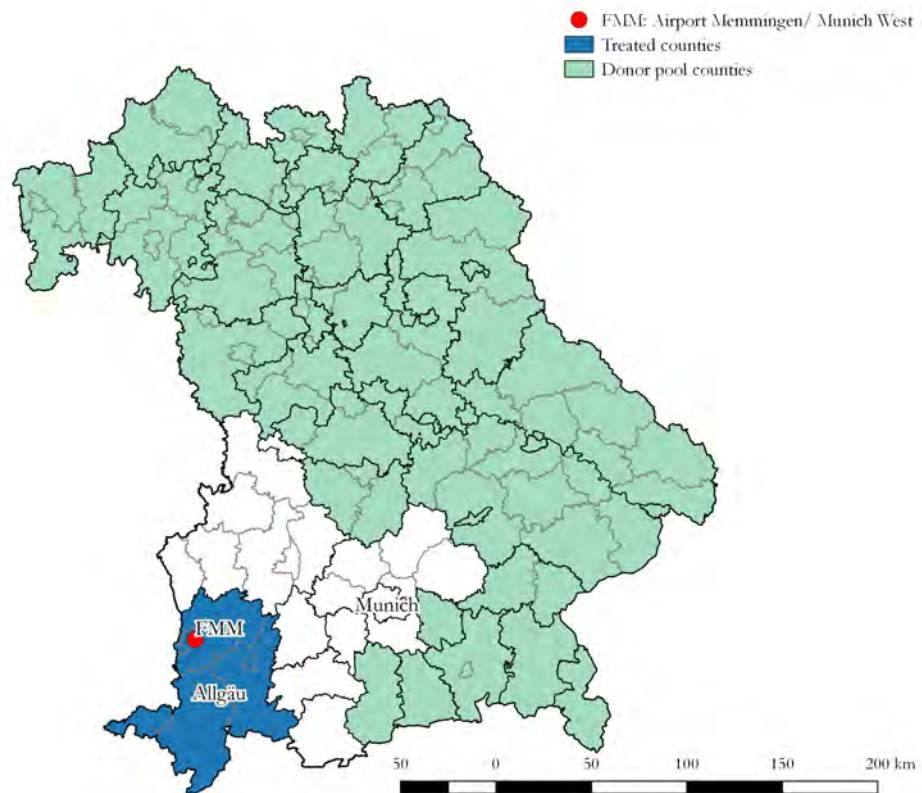 FMM: Airport Memmingen/ Munich West
Treated counties
Donor pool counties
Munich
FMM
Allgäu
50 0 50 100 150 200 km